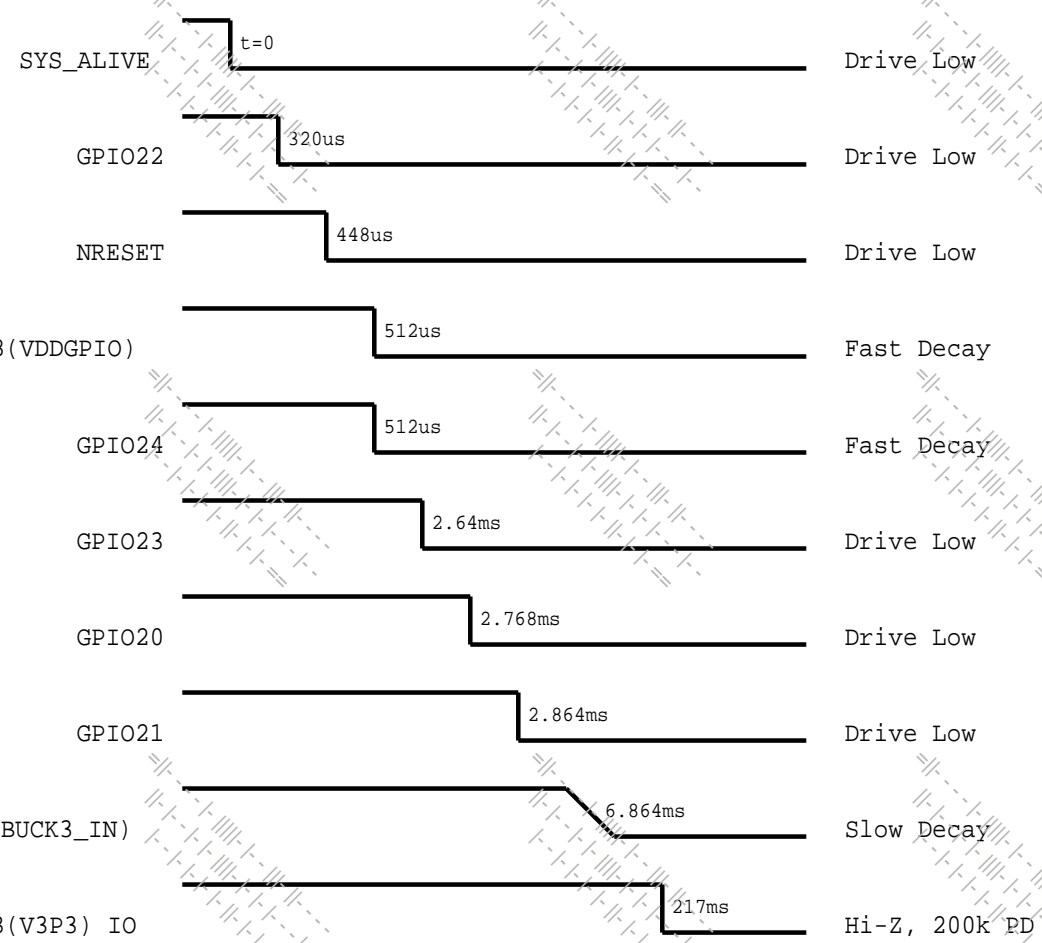 t=0
SYS_ALIVE Drive Low
320us
GPIO22 Drive Low
448us
NRESET Drive Low
512us
3(VDDGPIO) Fast Decay
512us
GPIO24 Fast Decay
2.64ms
GPIO23 Drive Low
2.768ms
GPIO20 Drive Low
2.864ms
GPIO21 Drive Low
6.864ms
BUCK3_IN) Slow Decay
217ms
3(V3P3) IO Hi-Z, 200k PD